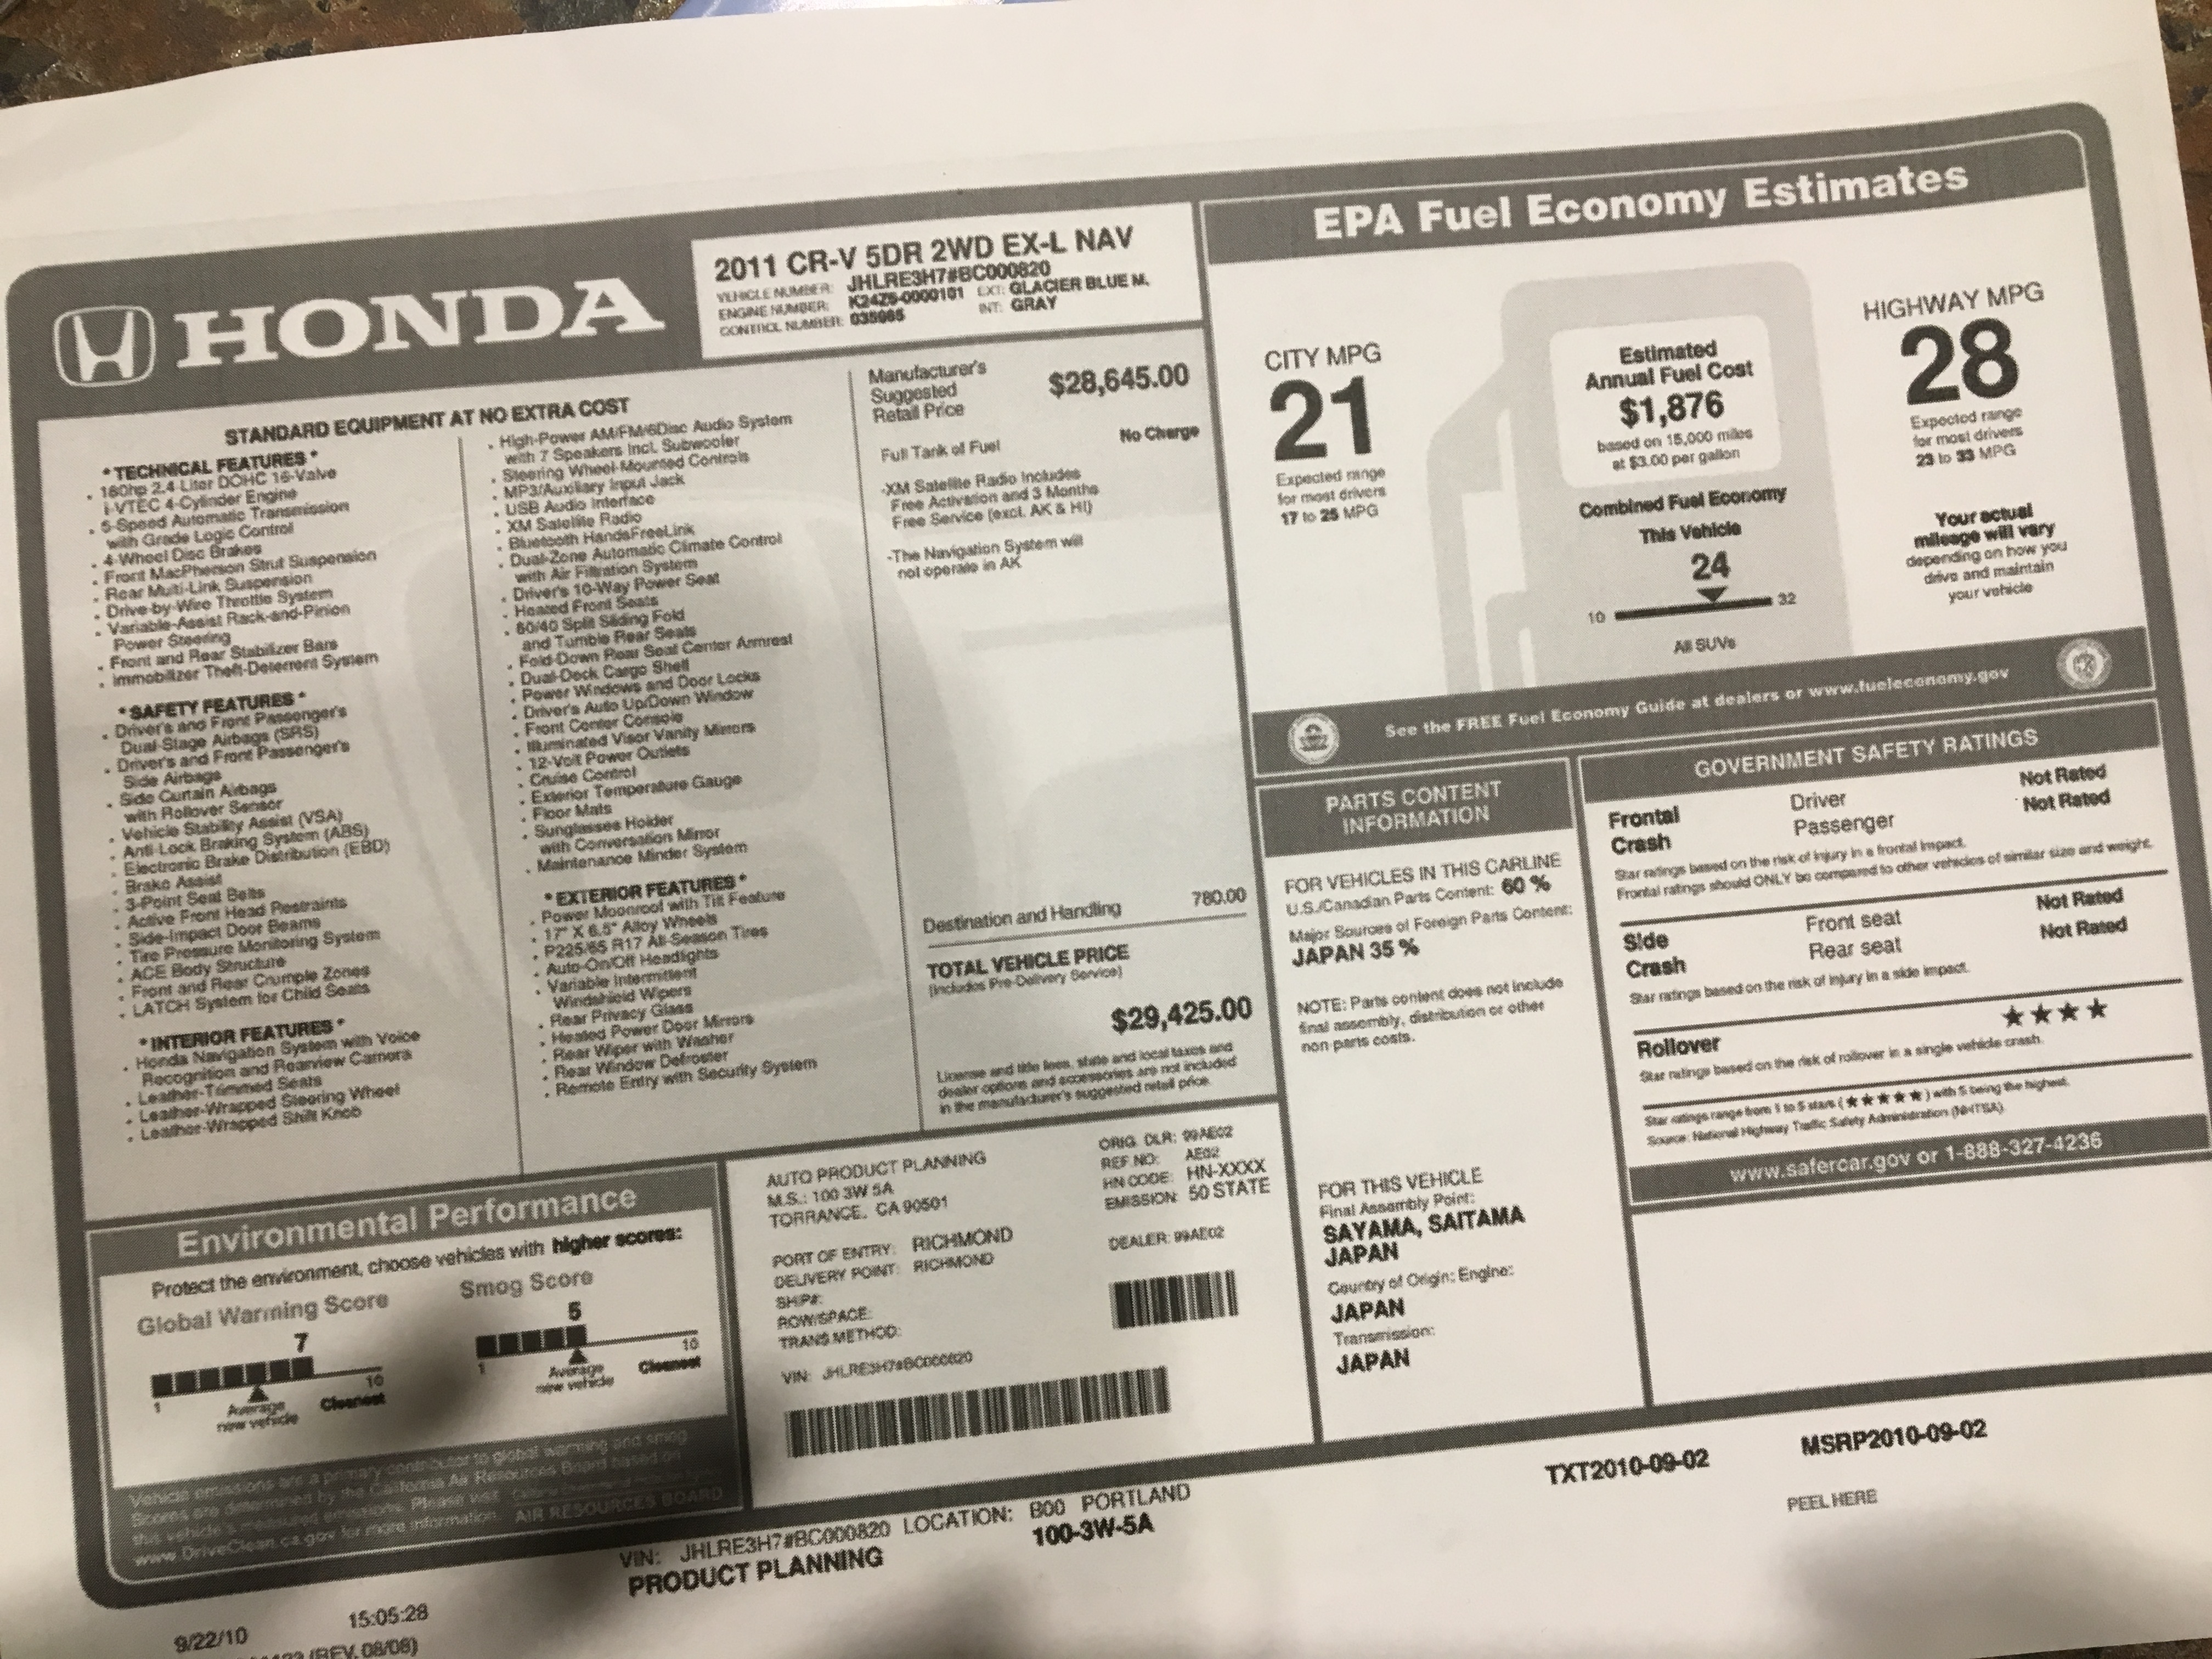 HONDA
2011 CR-V 5DR 2WD EX-L NAV
VEHICLE NUMBER: JHLRE3H7#BC000820
ENGINE NUMBER: K24Z6-0000101 EXT: GLACIER BLUE M.
CONTROL NUMBER: INT: GRAY
STANDARD EQUIPMENT AT NO EXTRA COST
* TECHNICAL FEATURES *
• 180hp 2.4 Liter DOHC 16-Valve
i-VTEC 4-Cylinder Engine
• 5-Speed Automatic Transmission
with Grade Logic Control
• 4-Wheel Disc Brakes
• Front MacPherson Strut Suspension
• Rear Multi-Link Suspension
• Drive-by-Wire Throttle System
• Variable-Assist Rack-and-Pinion
Power Steering
• Front and Rear Stabilizer Bars
• Immobilizer Theft-Deterrent System
* SAFETY FEATURES *
• Driver's and Front Passenger's
Dual-Stage Airbags (SRS)
• Driver's and Front Passenger's
Side Airbags
• Side Curtain Airbags
with Rollover Sensor
• Vehicle Stability Assist (VSA)
• Anti-Lock Braking System (ABS)
• Electronic Brake Distribution (EBD)
• Brake Assist
• 3-Point Seat Belts
• Active Front Head Restraints
• Side-Impact Door Beams
• Tire Pressure Monitoring System
• ACE Body Structure
• Front and Rear Crumple Zones
• LATCH System for Child Seats
* INTERIOR FEATURES *
• Honda Navigation System with Voice
Recognition and Rearview Camera
• Leather-Trimmed Seats
• Leather-Wrapped Steering Wheel
• Leather-Wrapped Shift Knob
• High-Power AM/FM/6Disc Audio System
with 7 Speakers Incl. Subwoofer
• Steering Wheel-Mounted Controls
• MP3/Auxiliary Input Jack
• USB Audio Interface
• XM Satellite Radio
• Bluetooth HandsFreeLink
• Dual-Zone Automatic Climate Control
with Air Filtration System
• Driver's 10-Way Power Seat
• Heated Front Seats
• 60/40 Split Sliding Fold
and Tumble Rear Seats
• Fold-Down Rear Seat Center Armrest
• Dual-Deck Cargo Shelf
• Power Windows and Door Locks
• Driver's Auto Up/Down Window
• Front Center Console
• Illuminated Visor Vanity Mirrors
• 12-Volt Power Outlets
• Cruise Control
• Exterior Temperature Gauge
• Floor Mats
• Sunglasses Holder
with Conversation Mirror
• Maintenance Minder System
* EXTERIOR FEATURES *
• Power Moonroof with Tilt Feature
• 17" X 6.5" Alloy Wheels
• P225/65 R17 All-Season Tires
• Auto-On/Off Headlights
• Variable Intermittent
Windshield Wipers
• Rear Privacy Glass
• Heated Power Door Mirrors
• Rear Wiper with Washer
• Rear Window Defroster
• Remote Entry with Security System
Manufacturer's
Suggested
Retail Price $28,645.00
Full Tank of Fuel No Charge
-XM Satellite Radio Includes
Free Activation and 3 Months
Free Service (excl. AK & HI)
-The Navigation System will
not operate in AK
Destination and Handling 780.00
TOTAL VEHICLE PRICE
(Includes Pre-Delivery Service)
$29,425.00
License and title fees, state and local taxes and
dealer options and accessories are not included
in the manufacturer's suggested retail price.
Environmental Performance
Protect the environment, choose vehicles with higher scores:
Global Warming Score
7
1 10
Average
new vehicle
Cleanest
Smog Score
5
1 10
Average
new vehicle
Cleanest
Vehicle emissions are a primary contributor to global warming and smog
Scores are determined by the California Air Resources Board based on
this vehicle's measured emissions. Please visit
www.DriveClean.ca.gov for more information. AIR RESOURCES BOARD
AUTO PRODUCT PLANNING
M.S.: 100 3W 5A
TORRANCE, CA 90501
PORT OF ENTRY: RICHMOND
DELIVERY POINT: RICHMOND
SHIP#:
ROW/SPACE:
TRANS METHOD:
VIN: JHLRE3H7#BC000820
ORIG. DLR: 99AE02
REF. NO: AE02
HN CODE: HN-XXXX
EMISSION: 50 STATE
DEALER: 99AE02
EPA Fuel Economy Estimates
CITY MPG
21
Expected range
for most drivers
17 to 25 MPG
Estimated
Annual Fuel Cost
$1,876
based on 15,000 miles
at $3.00 per gallon
Combined Fuel Economy
This Vehicle
24
10 32
All SUVs
HIGHWAY MPG
28
Expected range
for most drivers
23 to 33 MPG
Your actual
mileage will vary
depending on how you
drive and maintain
your vehicle
See the FREE Fuel Economy Guide at dealers or www.fueleconomy.gov
PARTS CONTENT
INFORMATION
FOR VEHICLES IN THIS CARLINE
U.S./Canadian Parts Content: 60 %
Major Sources of Foreign Parts Content:
JAPAN 35 %
NOTE: Parts content does not include
final assembly, distribution or other
non parts costs.
FOR THIS VEHICLE
Final Assembly Point:
SAYAMA, SAITAMA
JAPAN
Country of Origin: Engine:
JAPAN
Transmission:
JAPAN
GOVERNMENT SAFETY RATINGS
Frontal Driver Not Rated
Crash Passenger Not Rated
Star ratings based on the risk of injury in a frontal impact.
Frontal ratings should ONLY be compared to other vehicles of similar size and weight.
Side Front seat Not Rated
Crash Rear seat Not Rated
Star ratings based on the risk of injury in a side impact.
Rollover ★★★★
Star ratings based on the risk of rollover in a single vehicle crash.
Star ratings range from 1 to 5 stars (★★★★★) with 5 being the highest.
Source: National Highway Traffic Safety Administration (NHTSA).
www.safercar.gov or 1-888-327-4236
VIN: JHLRE3H7#BC000820 LOCATION: B00 PORTLAND
PRODUCT PLANNING 100-3W-5A
TXT2010-09-02 MSRP2010-09-02
PEEL HERE
9/22/10 15:05:28
(REV. 08/08)